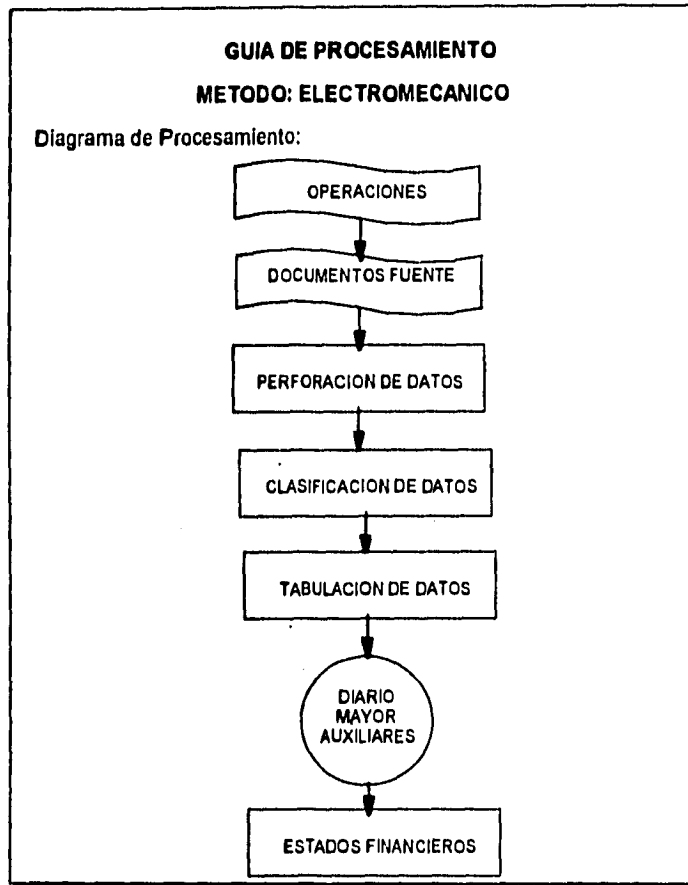 GUIA DE PROCESAMIENTO
METODO: ELECTROMECANICO
Diagrama de Procesamiento:
OPERACIONES
DOCUMENTOS FUENTE
PERFORACION DE DATOS
CLASIFICACION DE DATOS
TABULACION DE DATOS
DIARIO
MAYOR
AUXILIARES
ESTADOS FINANCIEROS